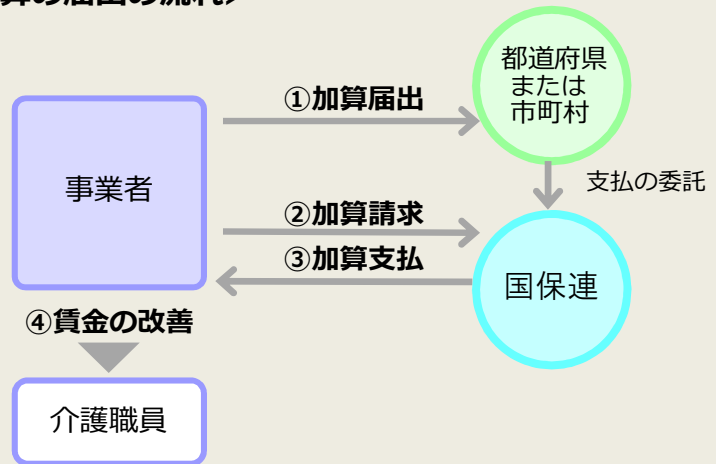 算の届出の流れ>
都道府県
または
市町村
①加算届出
支払の委託
事業者
②加算請求
③加算支払
国保連
④賃金の改善
介護職員